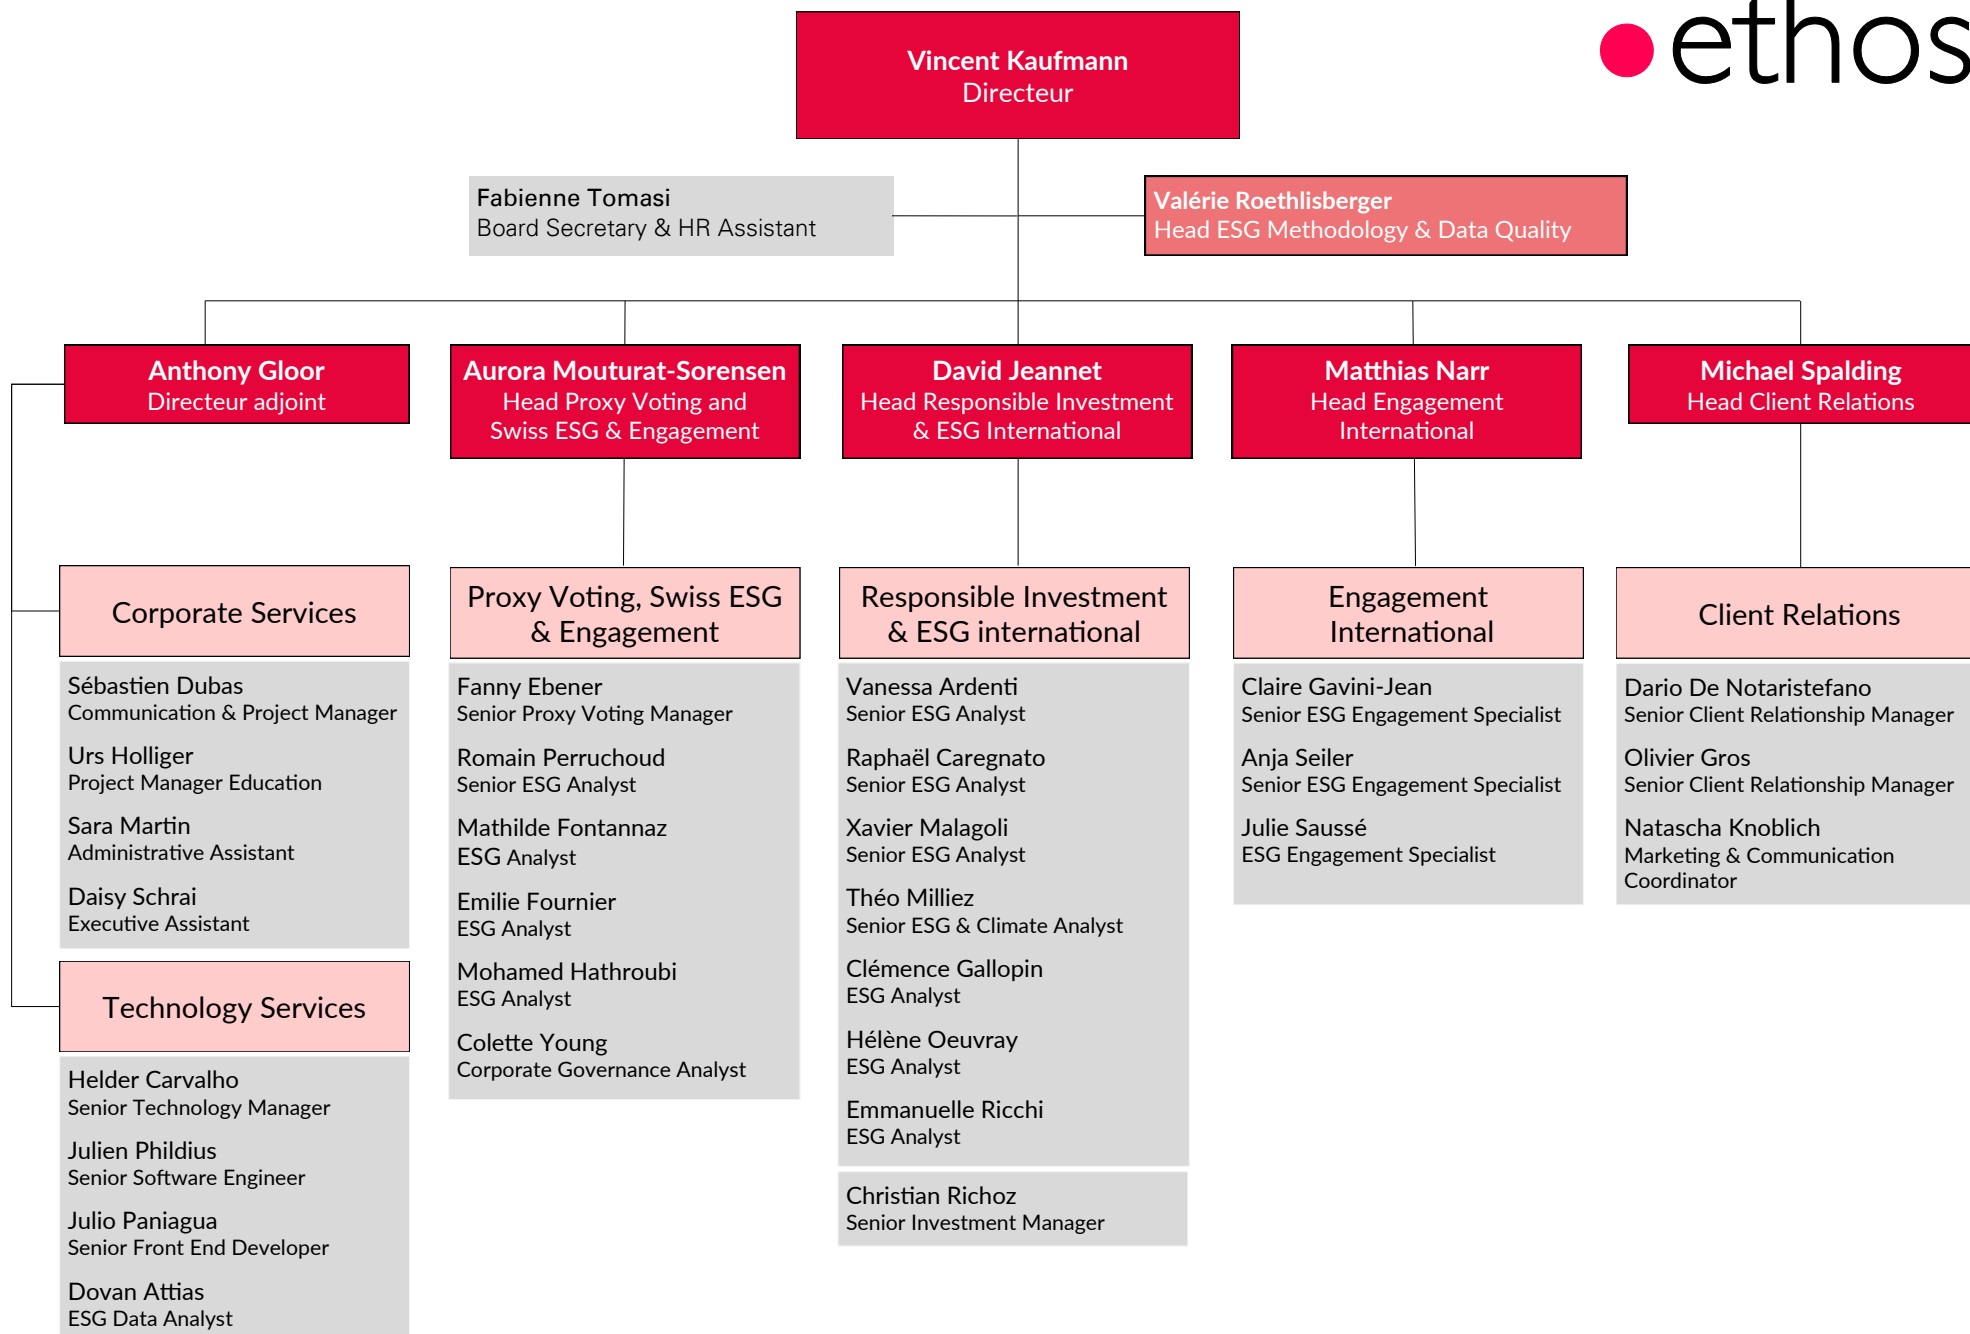 ethos
Vincent Kaufmann
Directeur
Fabienne Tomasi
Board Secretary & HR Assistant
Valérie Roethlisberger
Head ESG Methodology & Data Quality
Anthony Gloor
Directeur adjoint
Aurora Mouturat-Sorensen
Head Proxy Voting and
Swiss ESG & Engagement
David Jeannet
Head Responsible Investment
& ESG International
Matthias Narr
Head Engagement
International
Michael Spalding
Head Client Relations
Corporate Services
Sébastien Dubas
Communication & Project Manager
Urs Holliger
Project Manager Education
Sara Martin
Administrative Assistant
Daisy Schrai
Executive Assistant
Technology Services
Helder Carvalho
Senior Technology Manager
Julien Phildius
Senior Software Engineer
Julio Paniagua
Senior Front End Developer
Dovan Attias
ESG Data Analyst
Proxy Voting, Swiss ESG
& Engagement
Fanny Ebener
Senior Proxy Voting Manager
Romain Perruchoud
Senior ESG Analyst
Mathilde Fontannaz
ESG Analyst
Emilie Fournier
ESG Analyst
Mohamed Hathroubi
ESG Analyst
Colette Young
Corporate Governance Analyst
Responsible Investment
& ESG international
Vanessa Ardenti
Senior ESG Analyst
Raphaël Caregnato
Senior ESG Analyst
Xavier Malagoli
Senior ESG Analyst
Théo Milliez
Senior ESG & Climate Analyst
Clémence Gallopin
ESG Analyst
Hélène Oeuvray
ESG Analyst
Emmanuelle Ricchi
ESG Analyst
Christian Richoz
Senior Investment Manager
Engagement
International
Claire Gavini-Jean
Senior ESG Engagement Specialist
Anja Seiler
Senior ESG Engagement Specialist
Julie Saussé
ESG Engagement Specialist
Client Relations
Dario De Notaristefano
Senior Client Relationship Manager
Olivier Gros
Senior Client Relationship Manager
Natascha Knoblich
Marketing & Communication
Coordinator